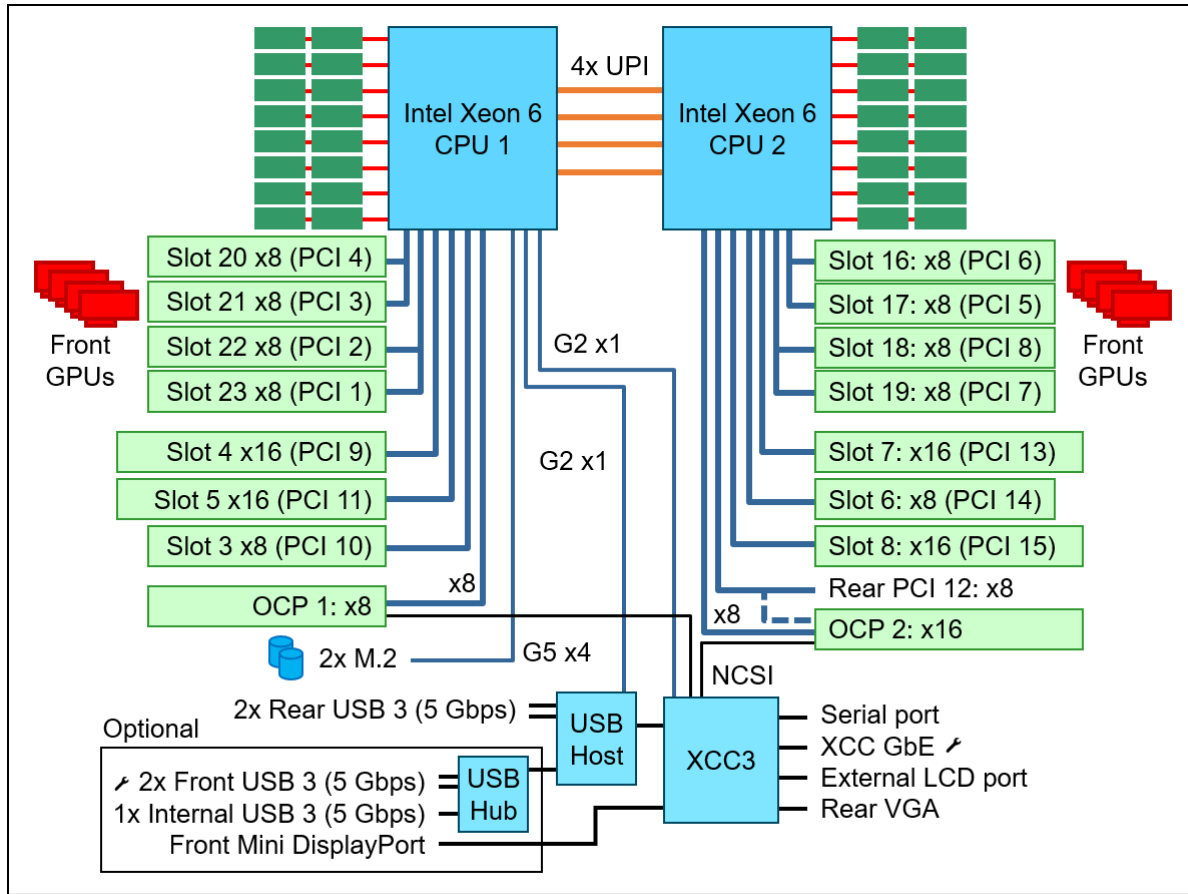 4x UPI
Intel Xeon 6
CPU 1
Intel Xeon 6
CPU 2
Slot 20 x8 (PCI 4)
Slot 21 x8 (PCI 3)
Slot 22 x8 (PCI 2)
Slot 23 x8 (PCI 1)
Front
GPUs
Slot 4 x16 (PCI 9)
Slot 5 x16 (PCI 11)
Slot 3 x8 (PCI 10)
x8
OCP 1: x8
2x M.2
G5 x4
G2 x1
G2 x1
Slot 16: x8 (PCI 6)
Slot 17: x8 (PCI 5)
Slot 18: x8 (PCI 8)
Slot 19: x8 (PCI 7)
Front
GPUs
Slot 7: x16 (PCI 13)
Slot 6: x8 (PCI 14)
Slot 8: x16 (PCI 15)
Rear PCI 12: x8
x8
OCP 2: x16
NCSI
2x Rear USB 3 (5 Gbps)
USB
Host
XCC3
Serial port
XCC GbE
External LCD port
Rear VGA
Optional
2x Front USB 3 (5 Gbps)
1x Internal USB 3 (5 Gbps)
USB
Hub
Front Mini DisplayPort